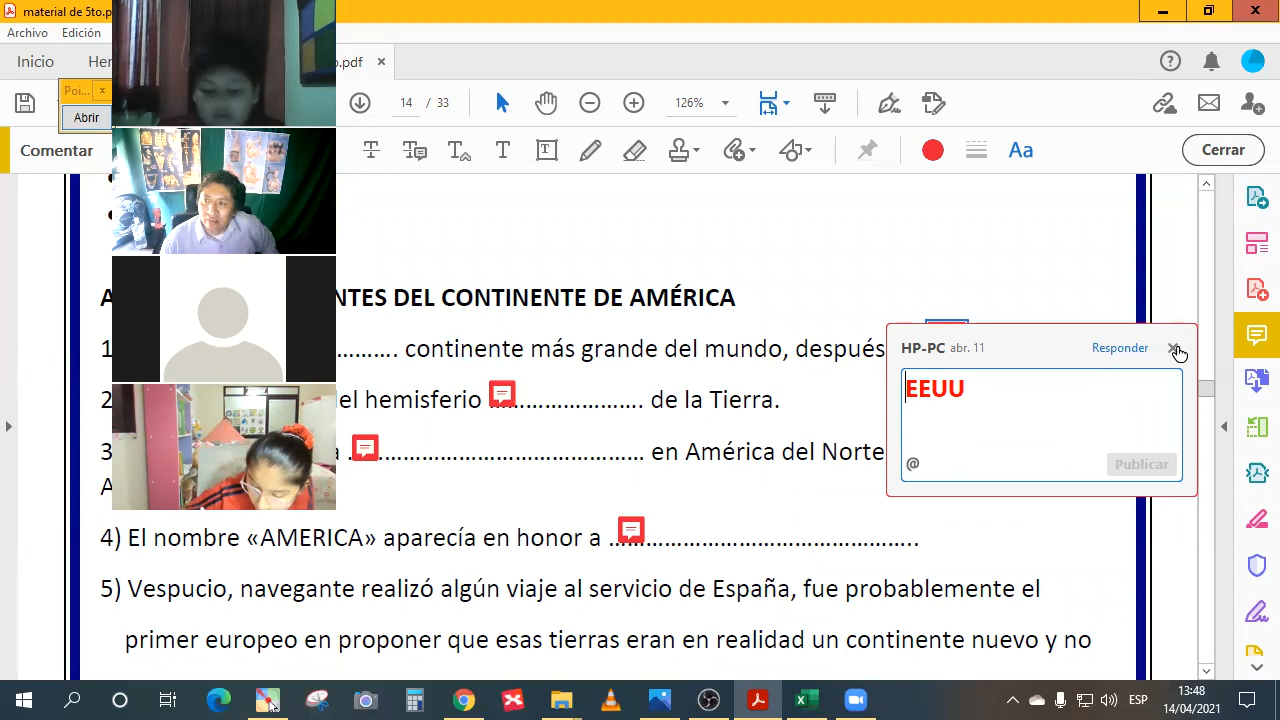 material de 5to.p
Archivo Edición
Inicio Her
o.pdf
Poi...
Abrir
14 / 33 126%
Comentar
Aa
Cerrar
NTES DEL CONTINENTE DE AMÉRICA
1 ………. continente más grande del mundo, después
2 el hemisferio …………………. de la Tierra.
3 a ………………………………………… en América del Norte
A
4) El nombre «AMERICA» aparecía en honor a …………………………………………..
5) Vespucio, navegante realizó algún viaje al servicio de España, fue probablemente el
primer europeo en proponer que esas tierras eran en realidad un continente nuevo y no
HP-PC abr. 11 Responder
EEUU
@ Publicar
ESP
13:48
14/04/2021